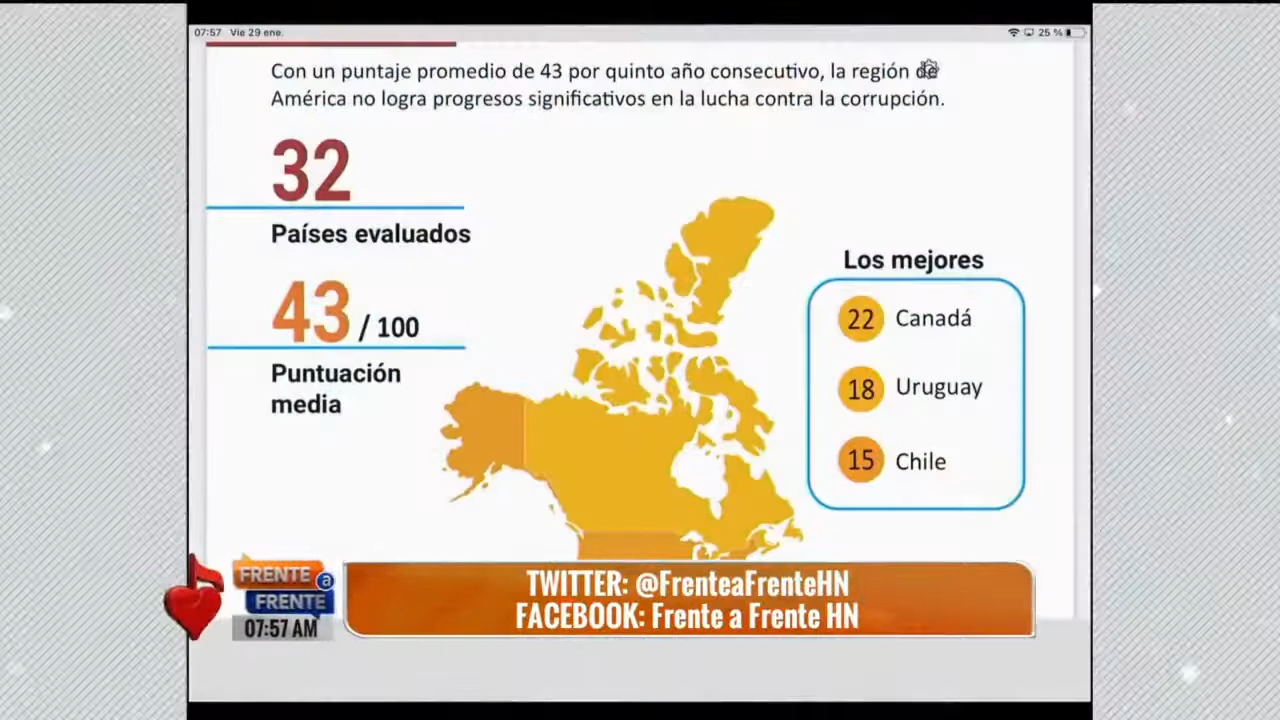 07:57 Vie 29 ene.
25 %
Con un puntaje promedio de 43 por quinto año consecutivo, la región de
América no logra progresos significativos en la lucha contra la corrupción.
32
Países evaluados
43 / 100
Puntuación
media
Los mejores
22 Canadá
18 Uruguay
15 Chile
FRENTE a
FRENTE
07:57 AM
TWITTER: @FrenteaFrenteHN
FACEBOOK: Frente a Frente HN